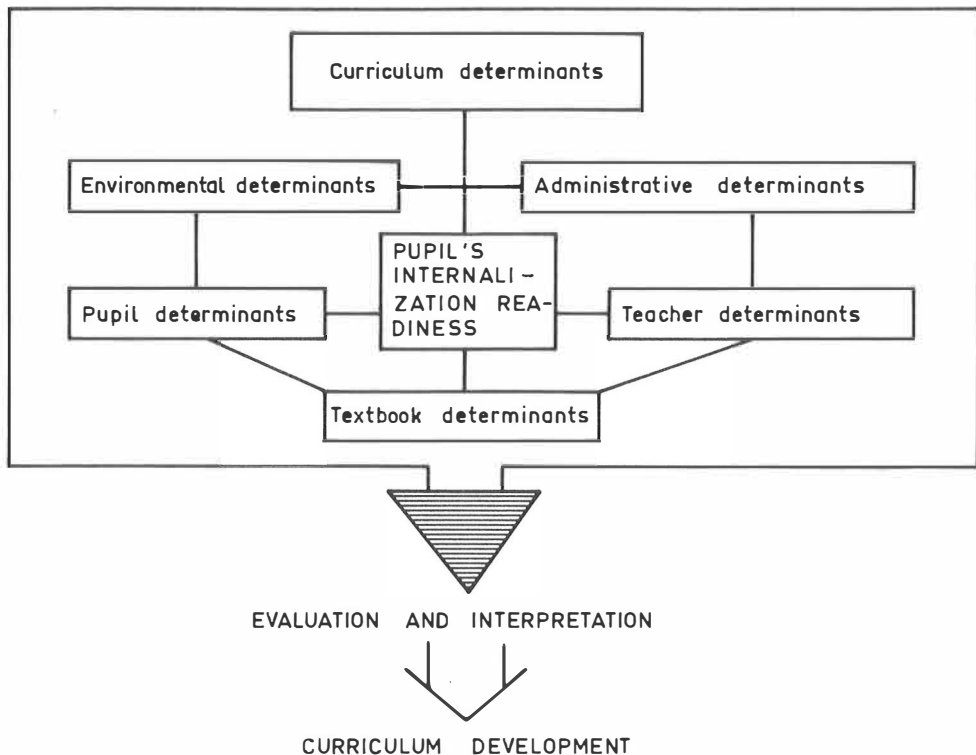 Curriculum determinants
Environmental determinants
Administrative determinants
PUPIL'S
INTERNALI-
ZATION REA-
DINESS
Pupil determinants
Teacher determinants
Textbook determinants
EVALUATION AND INTERPRETATION
CURRICULUM DEVELOPMENT